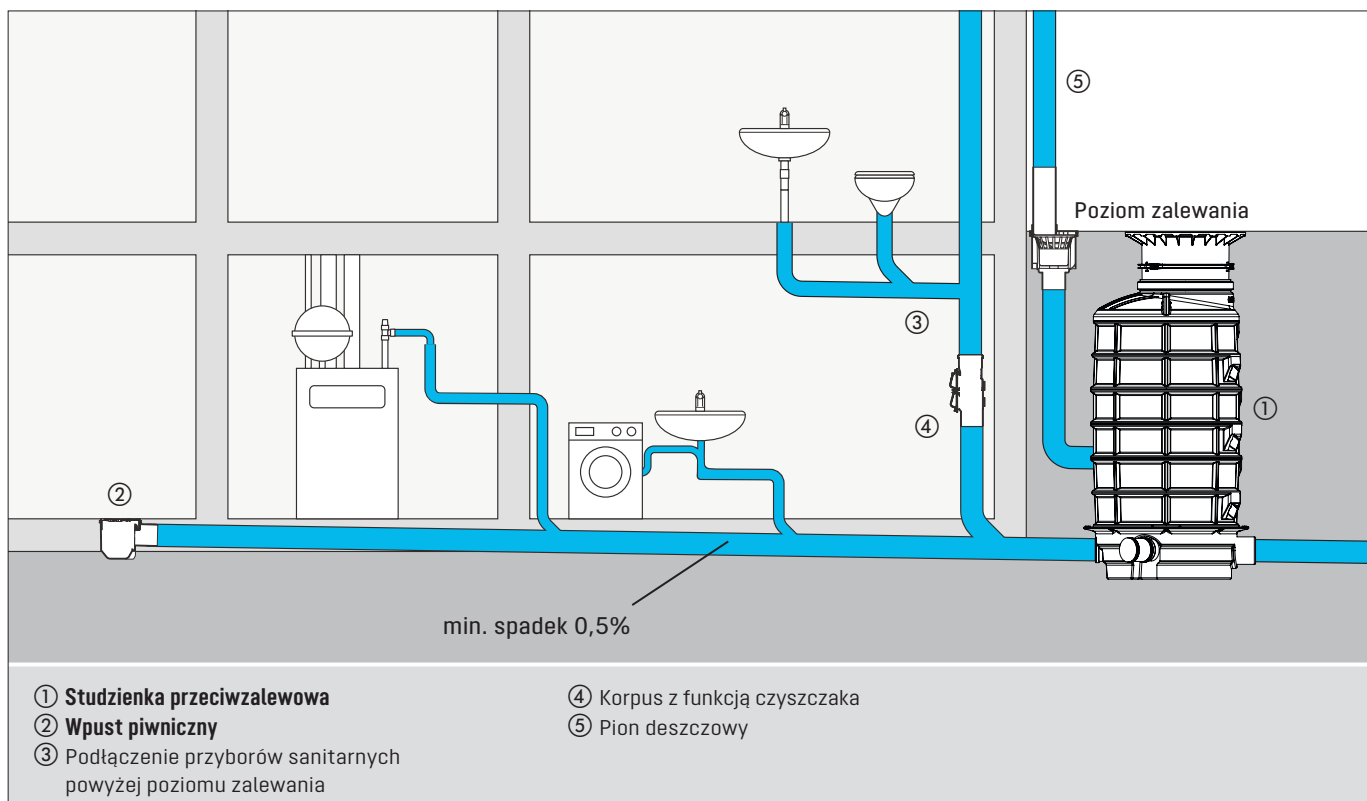 ⑤
Poziom zalewania
③
①
④
②
min. spadek 0,5%
① Studzienka przeciwzalewowa
② Wpust piwniczny
③ Podłączenie przyborów sanitarnych
powyżej poziomu zalewania
④ Korpus z funkcją czyszczaka
⑤ Pion deszczowy